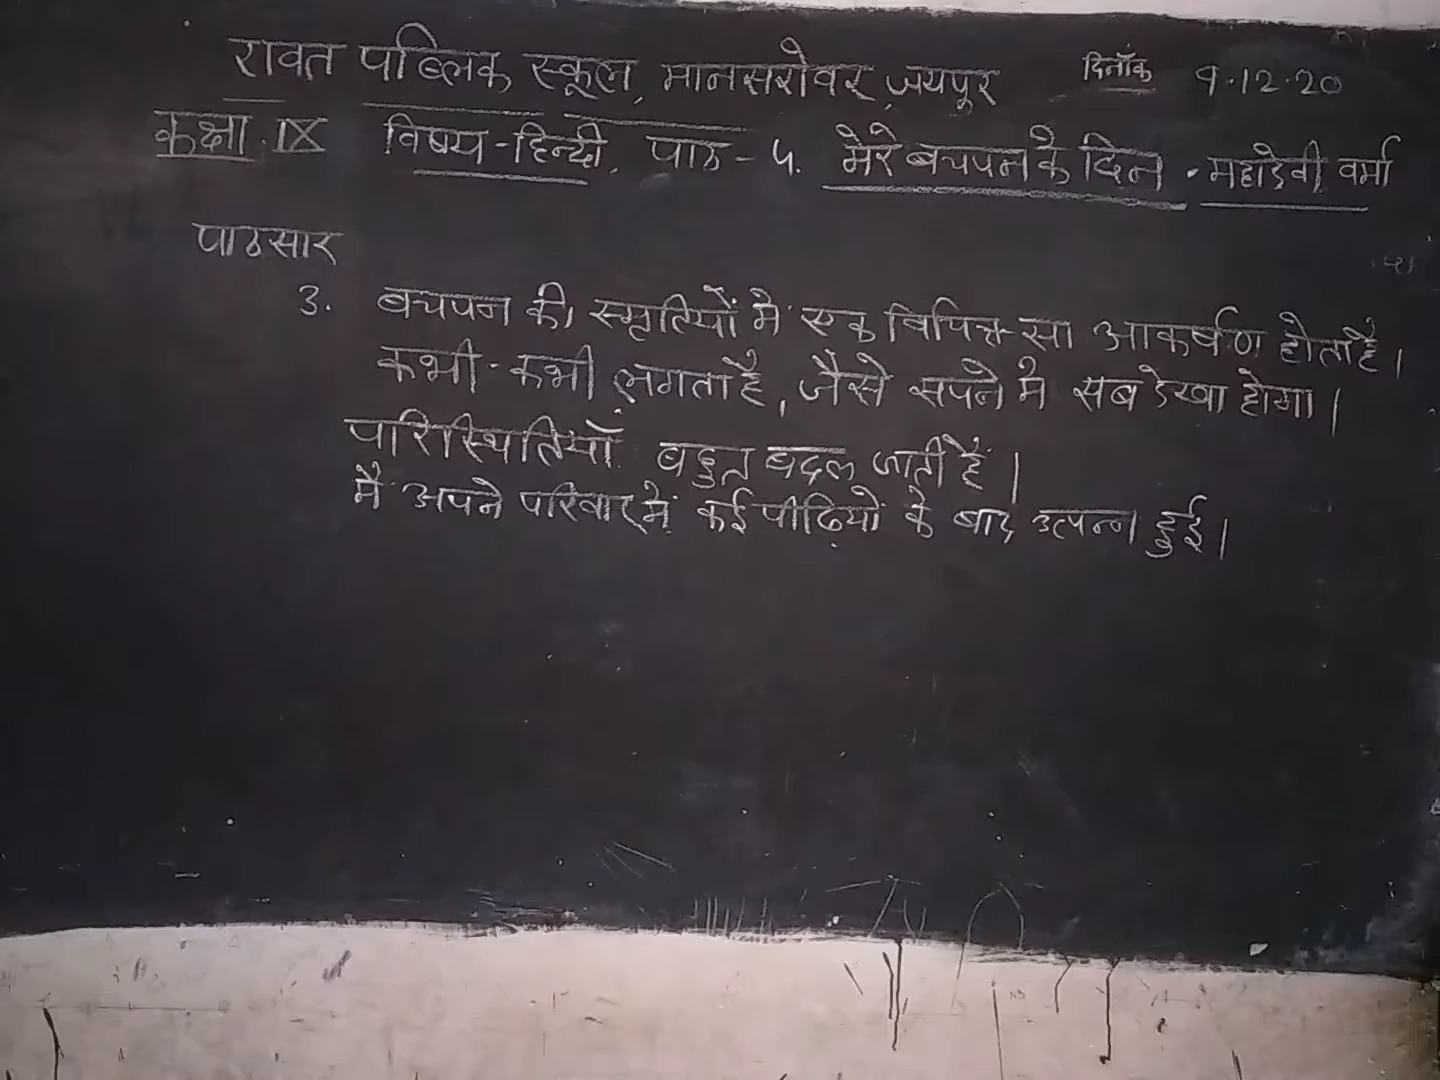 रावत पब्लिक स्कूल, मानसरोवर, जयपुर दिनाँक 9.12.20
कक्षा IX विषय-हिन्दी, पाठ - 5. मेरे बचपन के दिन - महादेवी वर्मा
पाठसार
3. बचपन की स्मृतियों में एक विचित्र-सा आकर्षण होता है।
कभी-कभी लगता है, जैसे सपने में सब देखा होगा।
परिस्थितियाँ बहुत बदल जाती हैं।
मैं अपने परिवार में कई पीढ़ियों के बाद उत्पन्न हुई।